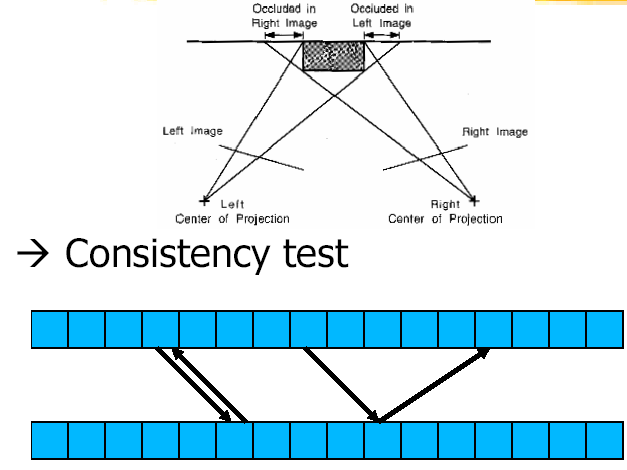 Occluded in
Right Image
Occluded in
Left Image
Left Image
Right Image
Left
Center of Projection
Right
Center of Projection
→ Consistency test